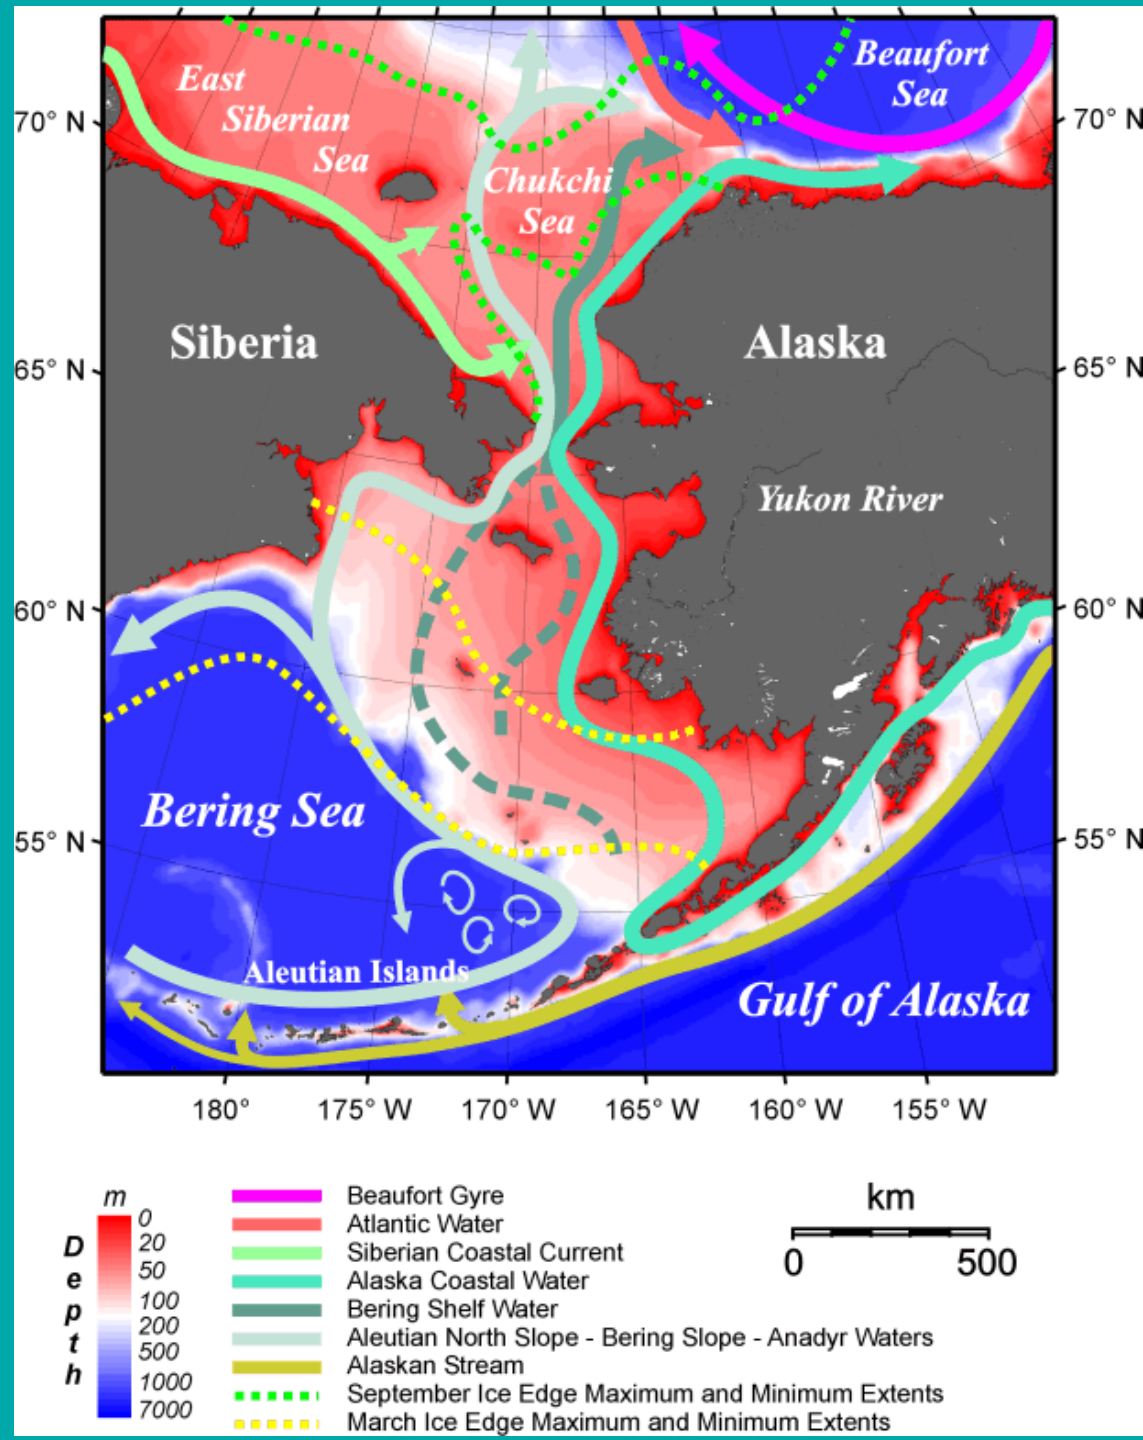 East
Siberian
Sea
Beaufort
Sea
70° N
70° N
Chukchi
Sea
Siberia
Alaska
65° N
65° N
Yukon River
60° N
60° N
Bering Sea
55° N
55° N
Aleutian Islands
Gulf of Alaska
180°
175° W
170° W
165° W
160° W
155° W
m
0
20
50
100
200
500
1000
7000
Depth
Beaufort Gyre
Atlantic Water
Siberian Coastal Current
Alaska Coastal Water
Bering Shelf Water
Aleutian North Slope - Bering Slope - Anadyr Waters
Alaskan Stream
September Ice Edge Maximum and Minimum Extents
March Ice Edge Maximum and Minimum Extents
km
0 500